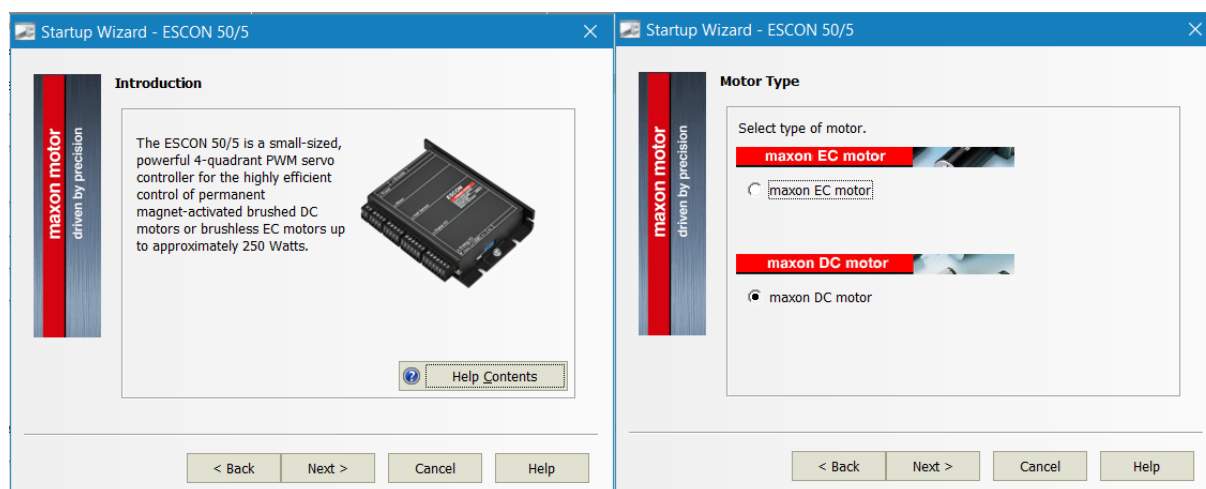 Startup Wizard - ESCON 50/5
Introduction
maxon motor
driven by precision
The ESCON 50/5 is a small-sized,
powerful 4-quadrant PWM servo
controller for the highly efficient
control of permanent
magnet-activated brushed DC
motors or brushless EC motors up
to approximately 250 Watts.
ESCON
Help Contents
< Back
Next >
Cancel
Help
Startup Wizard - ESCON 50/5
Motor Type
maxon motor
driven by precision
Select type of motor.
maxon EC motor
maxon EC motor
maxon DC motor
maxon DC motor
< Back
Next >
Cancel
Help